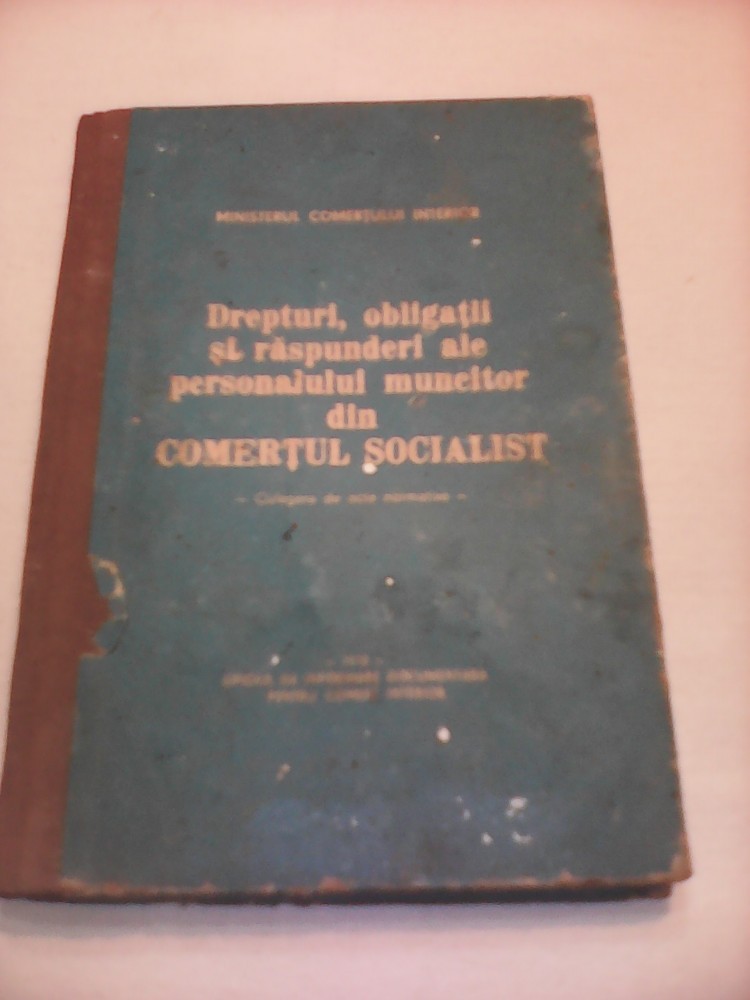 MINISTERUL COMERȚULUI INTERIOR
Drepturi, obligații
și răspunderi ale
personalului muncitor
din
COMERȚUL SOCIALIST
– Culegere de acte normative –
OFICIUL DE INFORMARE DOCUMENTARĂ
PENTRU COMERȚ INTERIOR